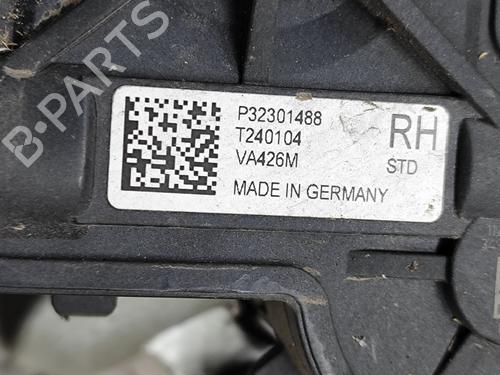 B-PARTS
P32301488
T240104
VA426M
MADE IN GERMANY
RH
STD